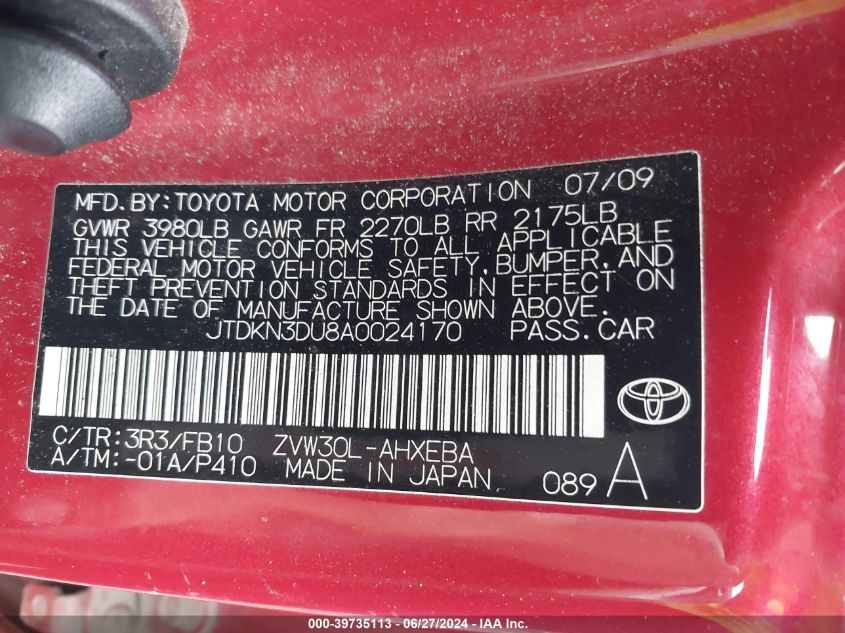 MFD. BY: TOYOTA MOTOR CORPORATION 07/09
GVWR 3980LB GAWR FR 2270LB RR 2175LB
THIS VEHICLE CONFORMS TO ALL APPLICABLE
FEDERAL MOTOR VEHICLE SAFETY, BUMPER, AND
THEFT PREVENTION STANDARDS IN EFFECT ON
THE DATE OF MANUFACTURE SHOWN ABOVE.
JTDKN3DU8A0024170 PASS. CAR
C/TR: 3R3/FB10 ZVW30L-AHXEBA
A/TM: -01A/P410 MADE IN JAPAN
089 A
000-39735113 - 06/27/2024 - IAA Inc.